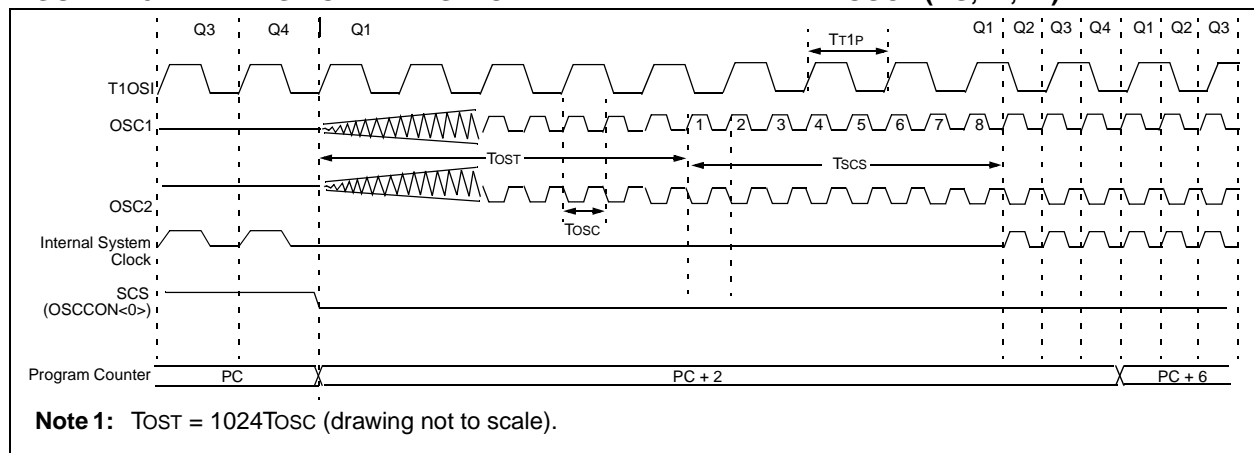 Q3 Q4 Q1 Q1 Q2 Q3 Q4 Q1 Q2 Q3
TT1P
T1OSI
OSC1
1 2 3 4 5 6 7 8
TOST
TSCS
OSC2
TOSC
Internal System
Clock
SCS
(OSCCON<0>)
Program Counter PC PC + 2 PC + 6
Note 1: TOST = 1024TOSC (drawing not to scale).